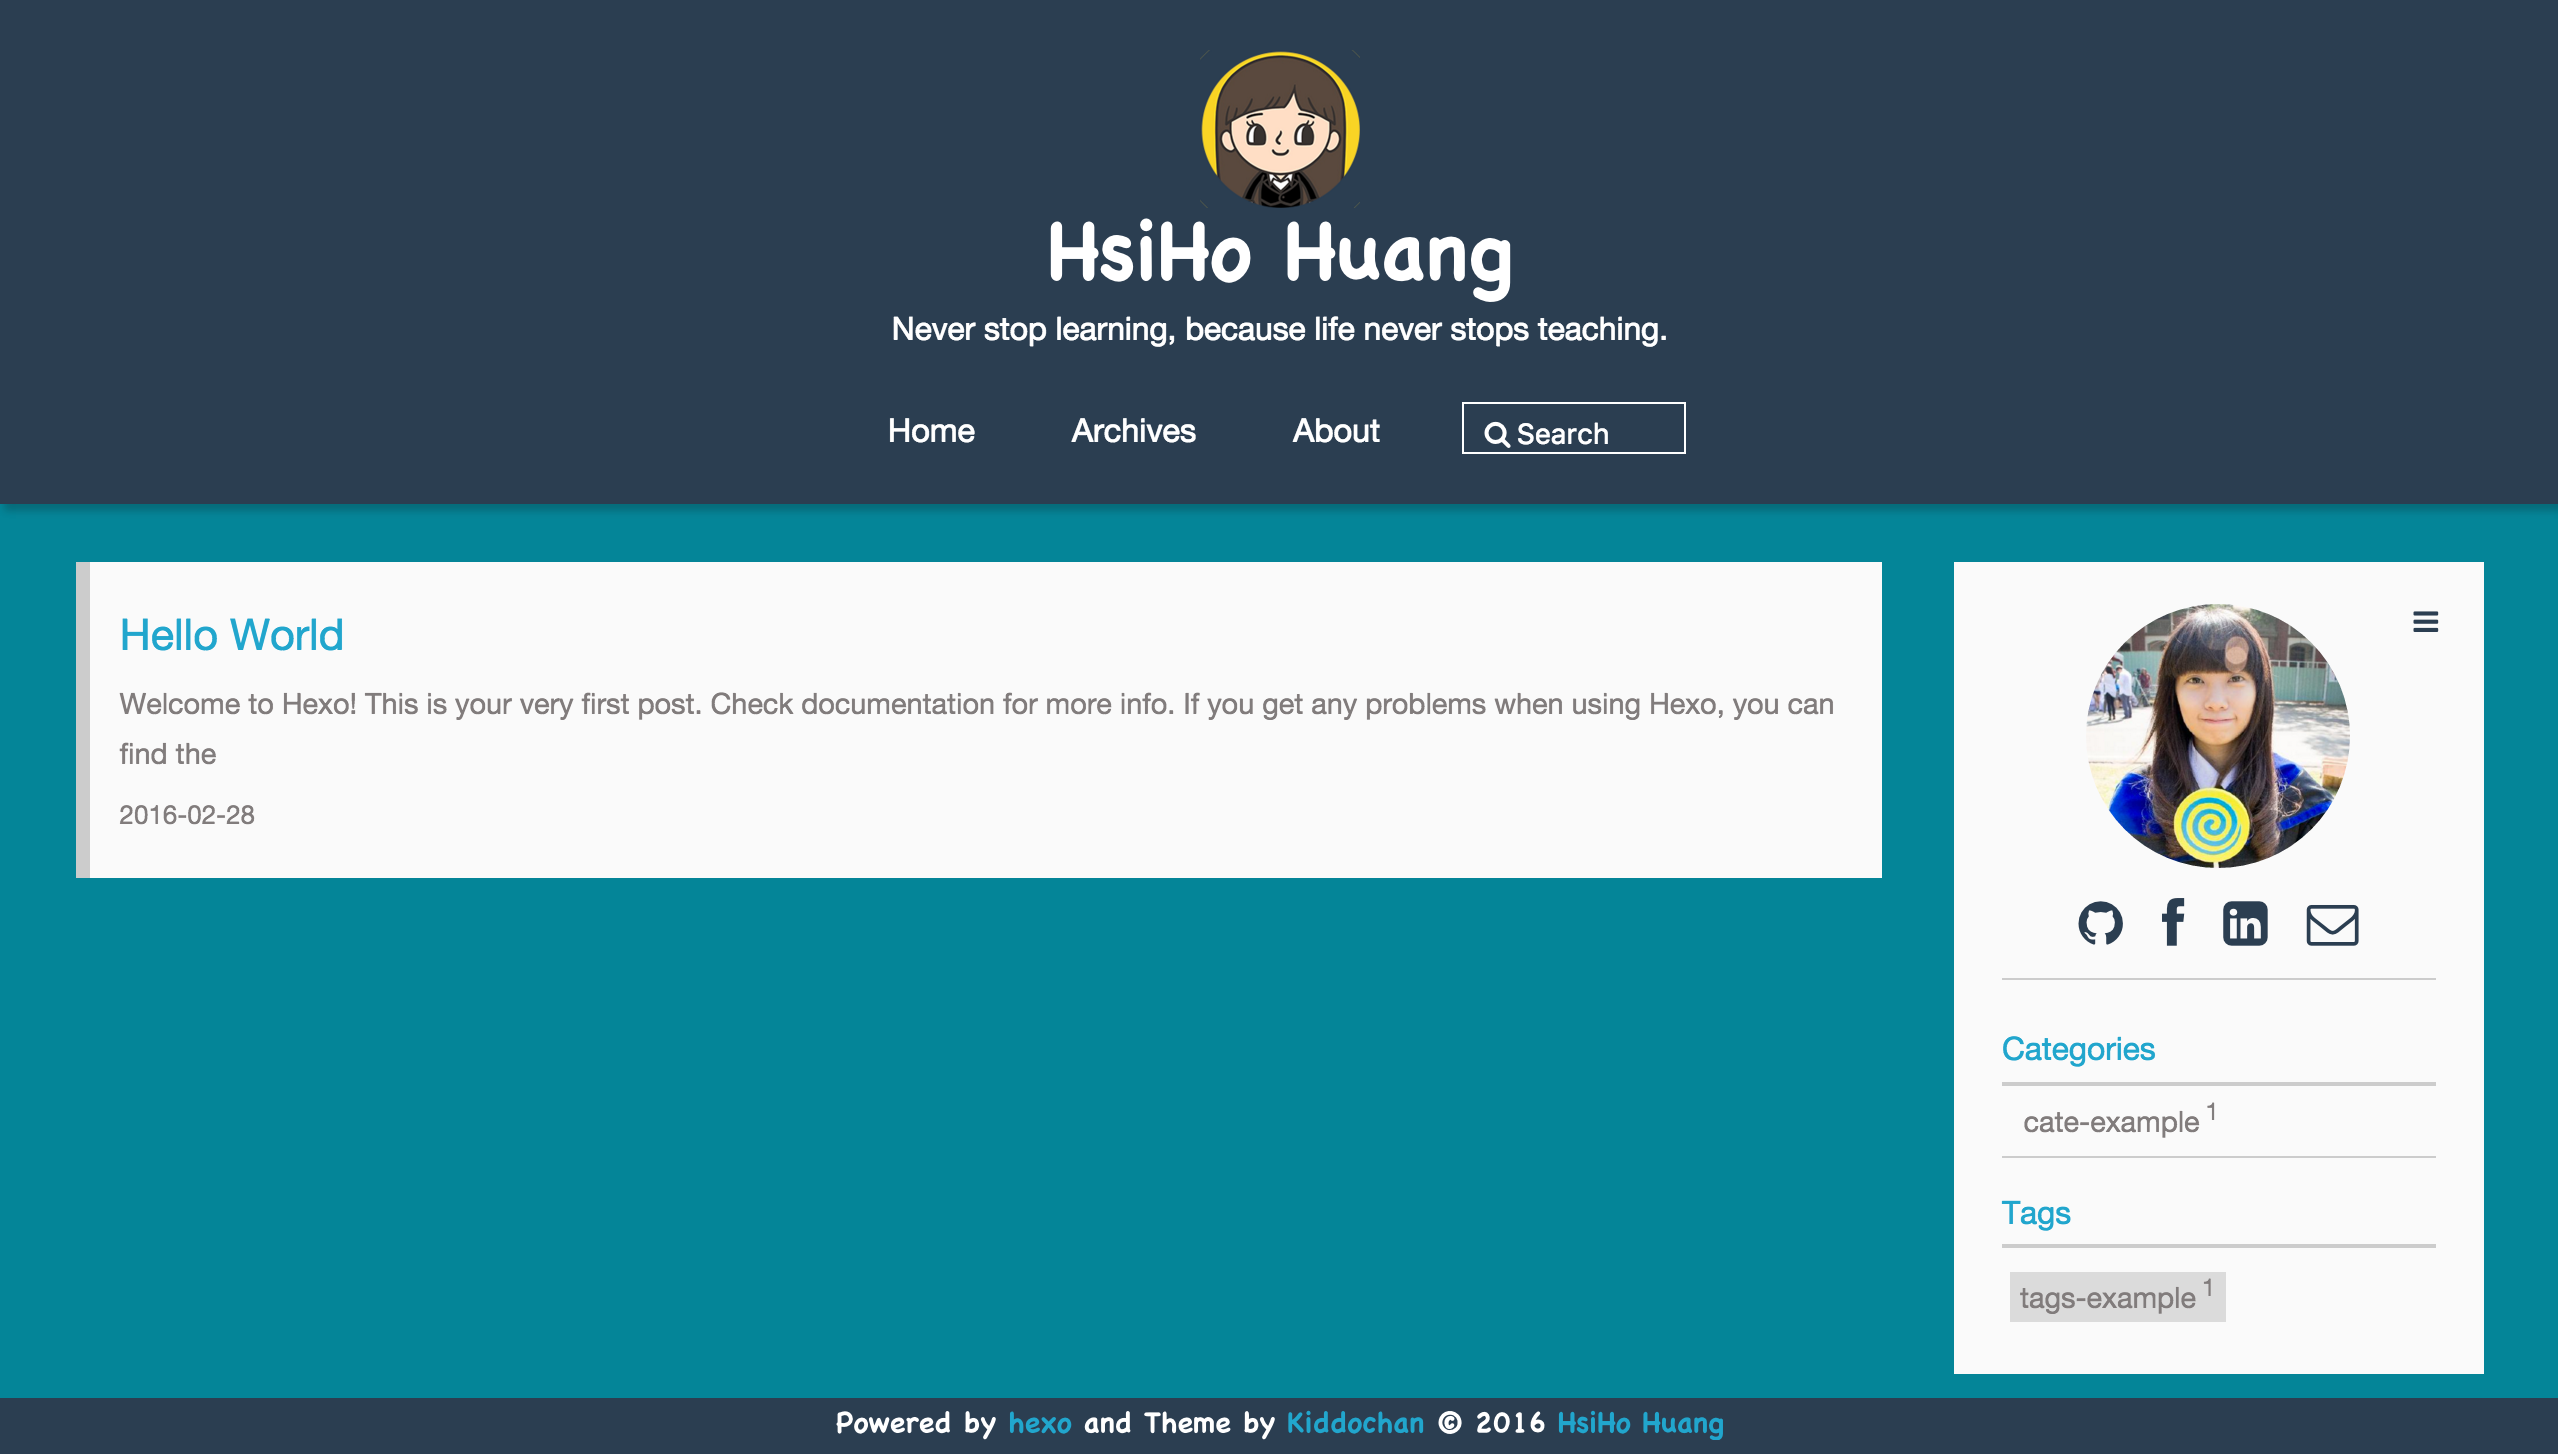 HsiHo Huang
Never stop learning, because life never stops teaching.
Home Archives About Search
Hello World
Welcome to Hexo! This is your very first post. Check documentation for more info. If you get any problems when using Hexo, you can
find the
2016-02-28
Categories
cate-example 1
Tags
tags-example 1
Powered by hexo and Theme by Kiddochan © 2016 HsiHo Huang